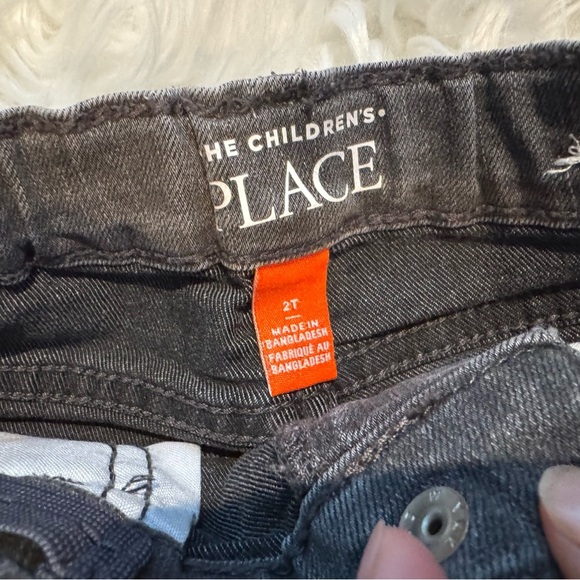 HE CHILDREN'S
PLACE
2T
MADE IN
BANGLADESH
FABRIQUÉ AU
BANGLADESH